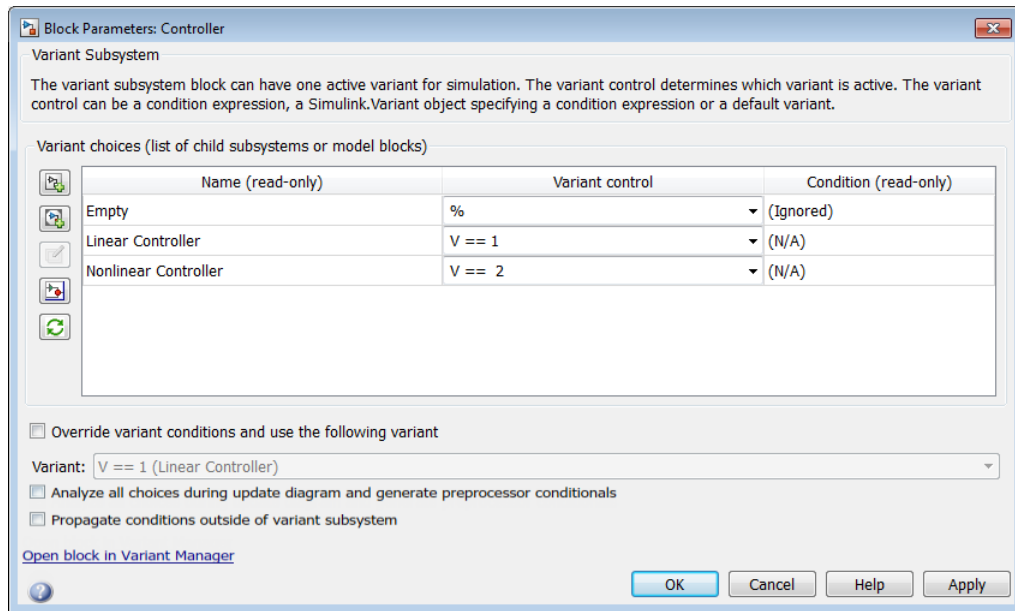 Block Parameters: Controller
Variant Subsystem
The variant subsystem block can have one active variant for simulation. The variant control determines which variant is active. The variant
control can be a condition expression, a Simulink.Variant object specifying a condition expression or a default variant.
Variant choices (list of child subsystems or model blocks)
Name (read-only) Variant control Condition (read-only)
Empty % (Ignored)
Linear Controller V == 1 (N/A)
Nonlinear Controller V ==  2 (N/A)
Override variant conditions and use the following variant
Variant: V == 1 (Linear Controller)
Analyze all choices during update diagram and generate preprocessor conditionals
Propagate conditions outside of variant subsystem
Open block in Variant Manager
OK Cancel Help Apply